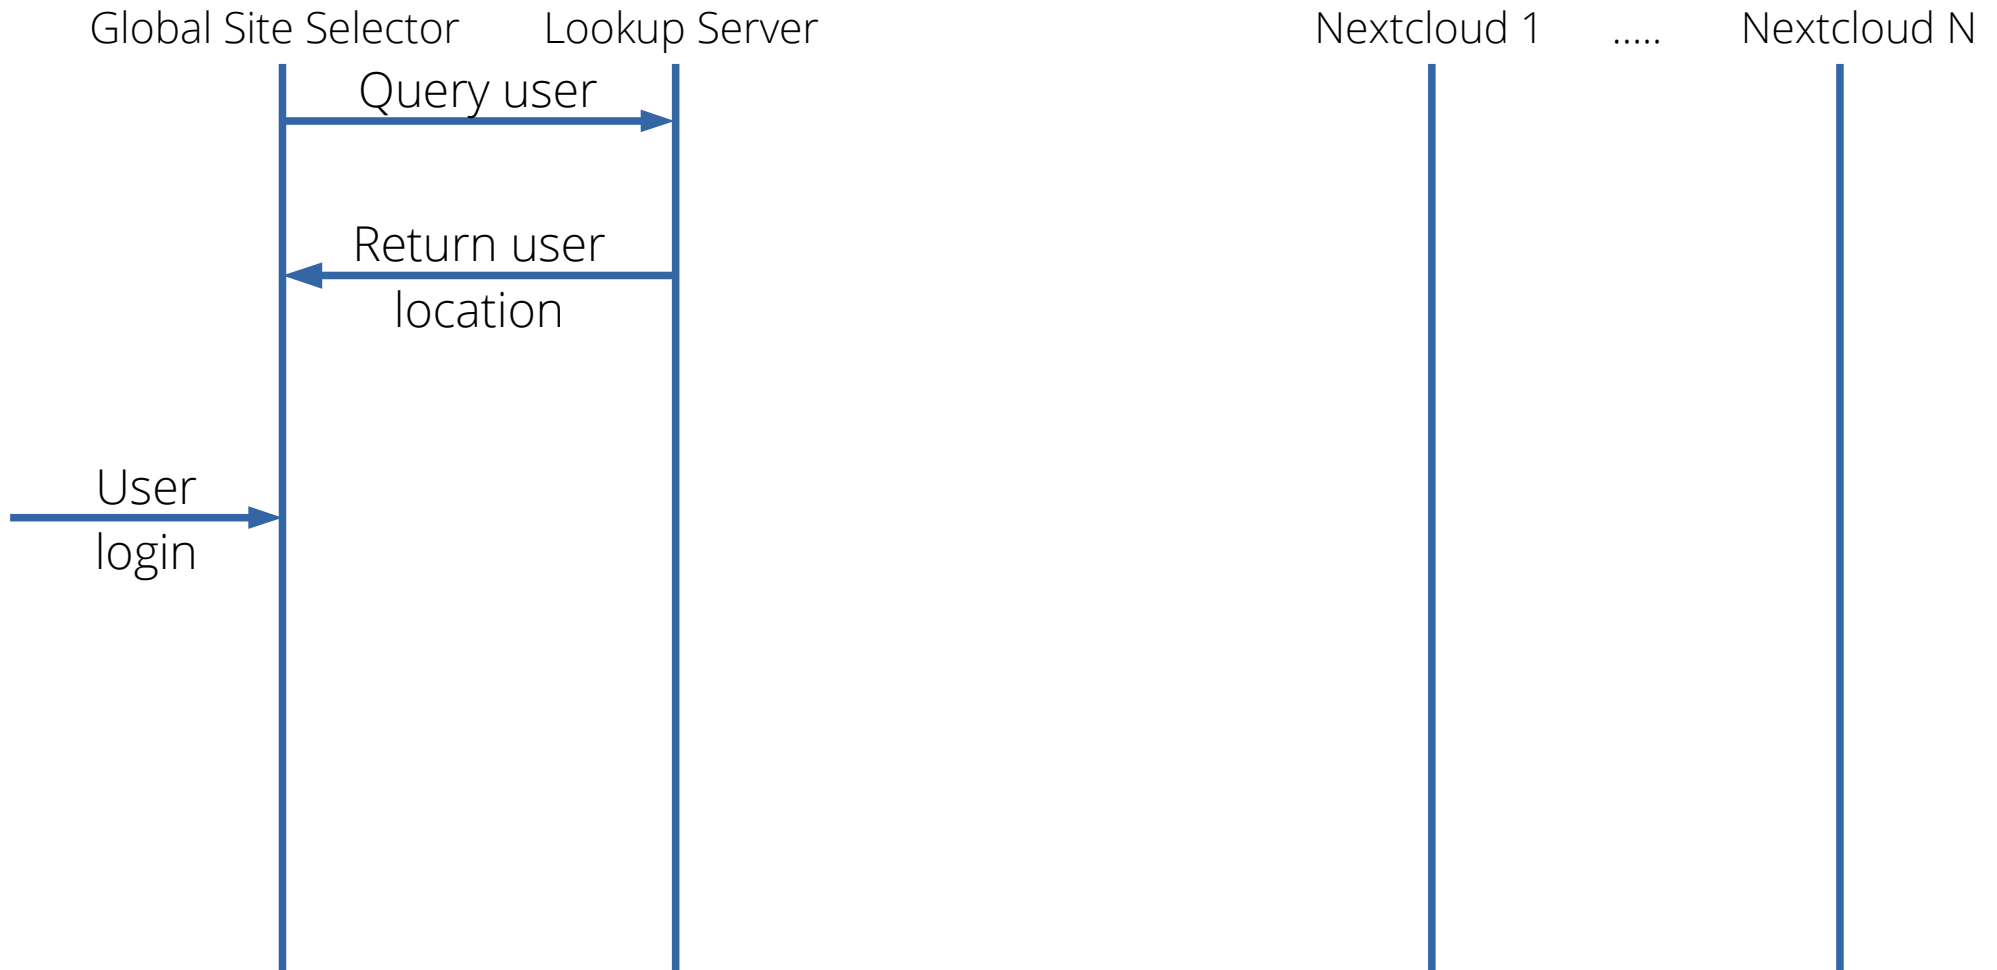 Global Site Selector
Lookup Server
Nextcloud 1
.....
Nextcloud N
Query user
Return user
location
User
login